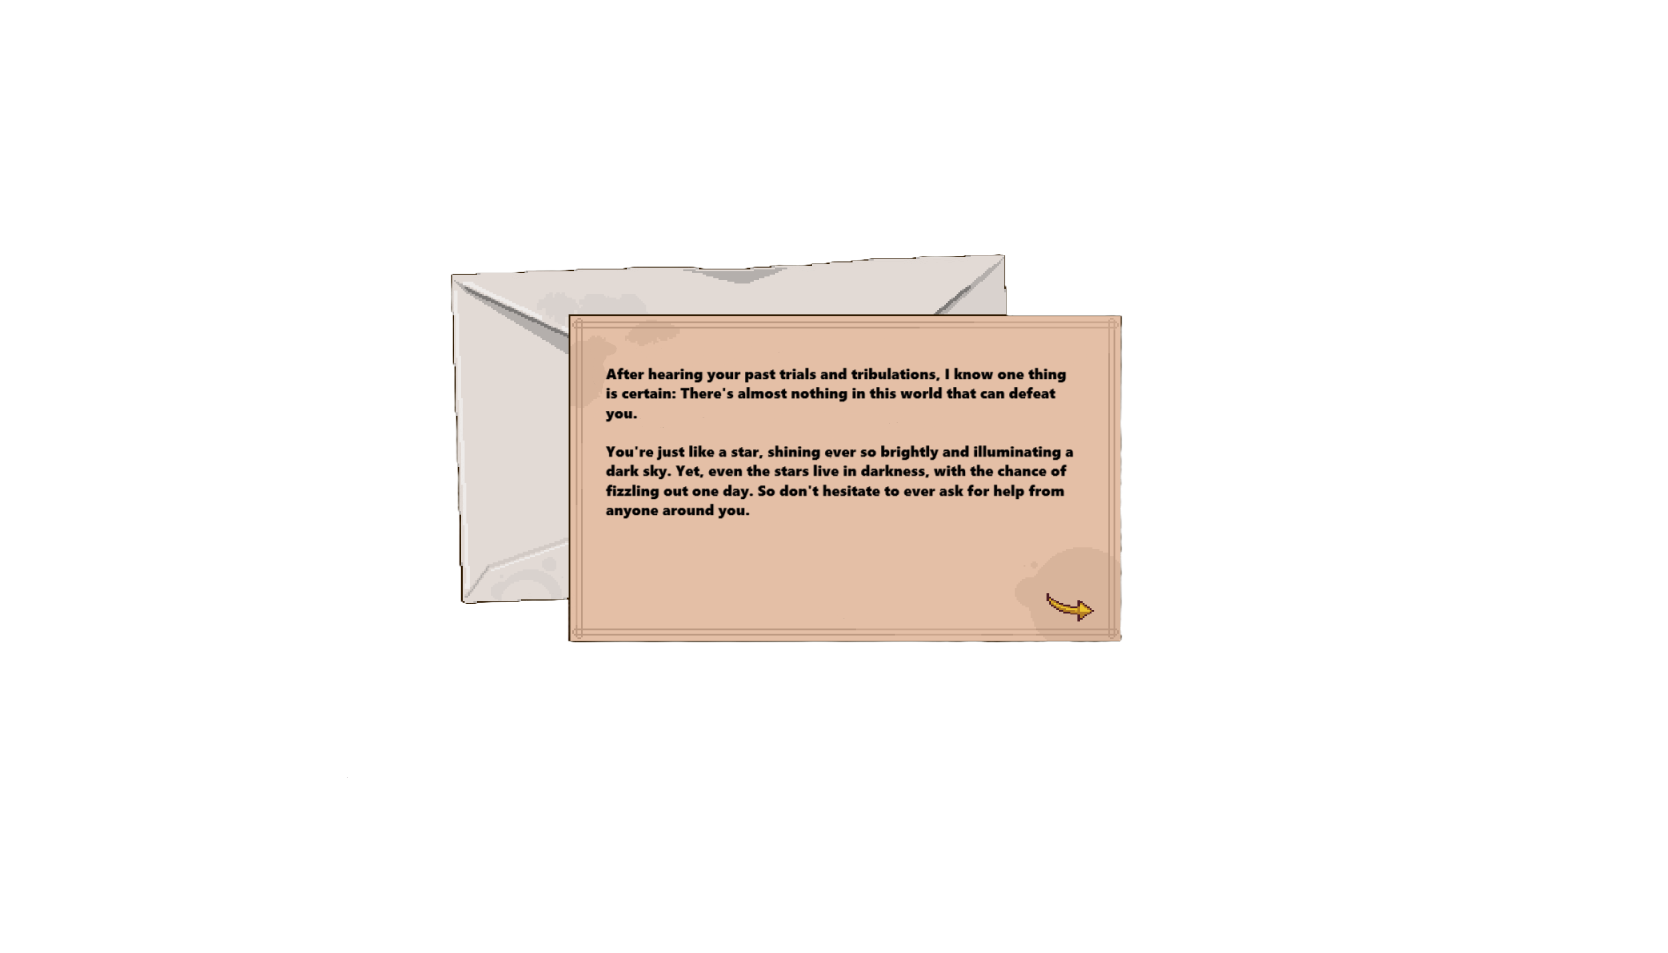 After hearing your past trials and tribulations, I know one thing
is certain: There's almost nothing in this world that can defeat
you.
You're just like a star, shining ever so brightly and illuminating a
dark sky. Yet, even the stars live in darkness, with the chance of
fizzling out one day. So don't hesitate to ever ask for help from
anyone around you.